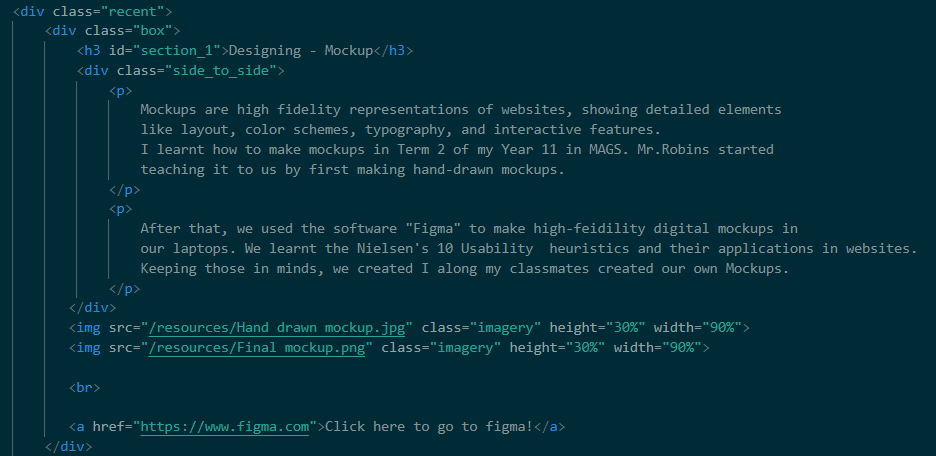 <div class="recent">
<div class="box">
<h3 id="section_1">Designing - Mockup</h3>
<div class="side_to_side">
<p>
Mockups are high fidelity representations of websites, showing detailed elements
like layout, color schemes, typography, and interactive features.
I learnt how to make mockups in Term 2 of my Year 11 in MAGS. Mr.Robins started
teaching it to us by first making hand-drawn mockups.
</p>
<p>
After that, we used the software "Figma" to make high-feidility digital mockups in
our laptops. We learnt the Nielsen's 10 Usability  heuristics and their applications in websites.
Keeping those in minds, we created I along my classmates created our own Mockups.
</p>
</div>
<img src="/resources/Hand drawn mockup.jpg" class="imagery" height="30%" width="90%">
<img src="/resources/Final mockup.png" class="imagery" height="30%" width="90%">
<br>
<a href="https://www.figma.com">Click here to go to figma!</a>
</div>